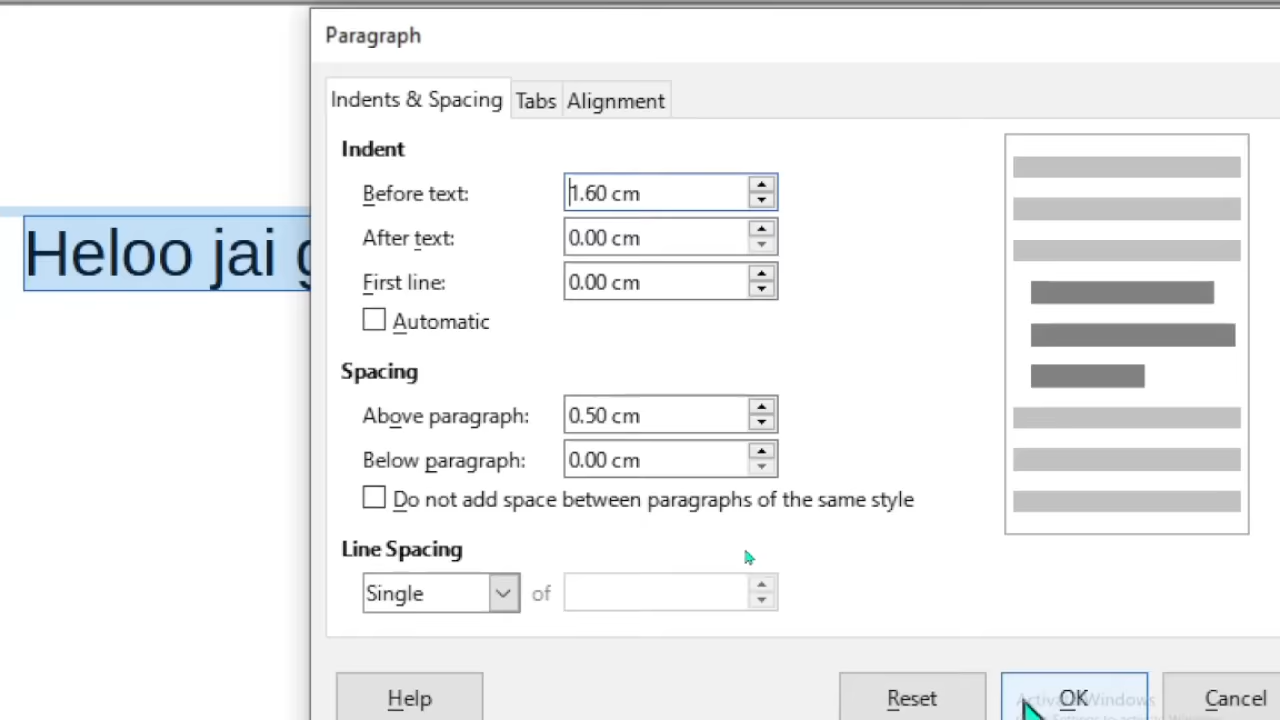 Paragraph
Indents & Spacing Tabs Alignment
Indent
Before text: 1.60 cm
Heloo jai
After text: 0.00 cm
First line: 0.00 cm
Automatic
Spacing
Above paragraph: 0.50 cm
Below paragraph: 0.00 cm
Do not add space between paragraphs of the same style
Line Spacing
Single of
Help Reset OK Cancel
Activate Windows